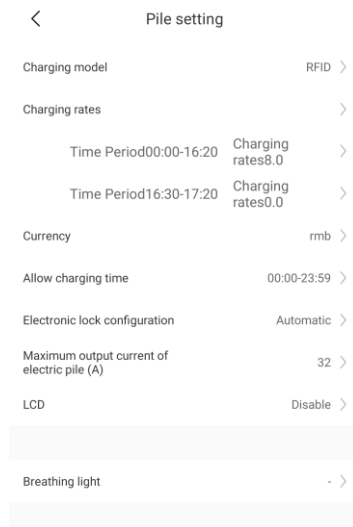 Pile setting
Charging model RFID
Charging rates
Time Period00:00-16:20 Charging
rates8.0
Time Period16:30-17:20 Charging
rates0.0
Currency rmb
Allow charging time 00:00-23:59
Electronic lock configuration Automatic
Maximum output current of
electric pile (A) 32
LCD Disable
Breathing light -